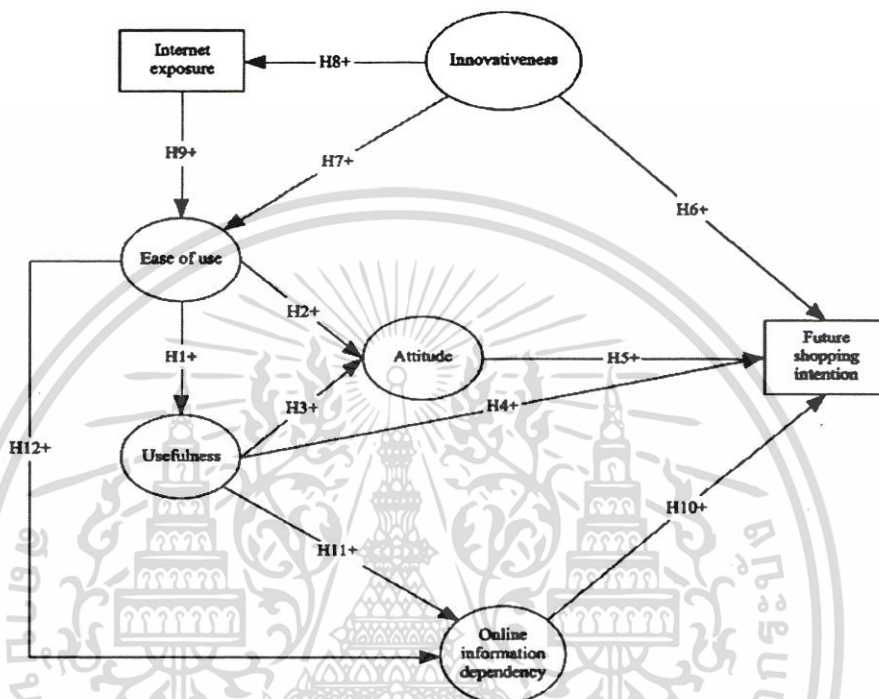 Internet
exposure
H8+
Innovativeness
H9+
H7+
H6+
Ease of use
H2+
H1+
Attitude
H5+
Future
shopping
intention
H3+
H4+
H12+
Usefulness
H10+
H11+
Online
information
dependency